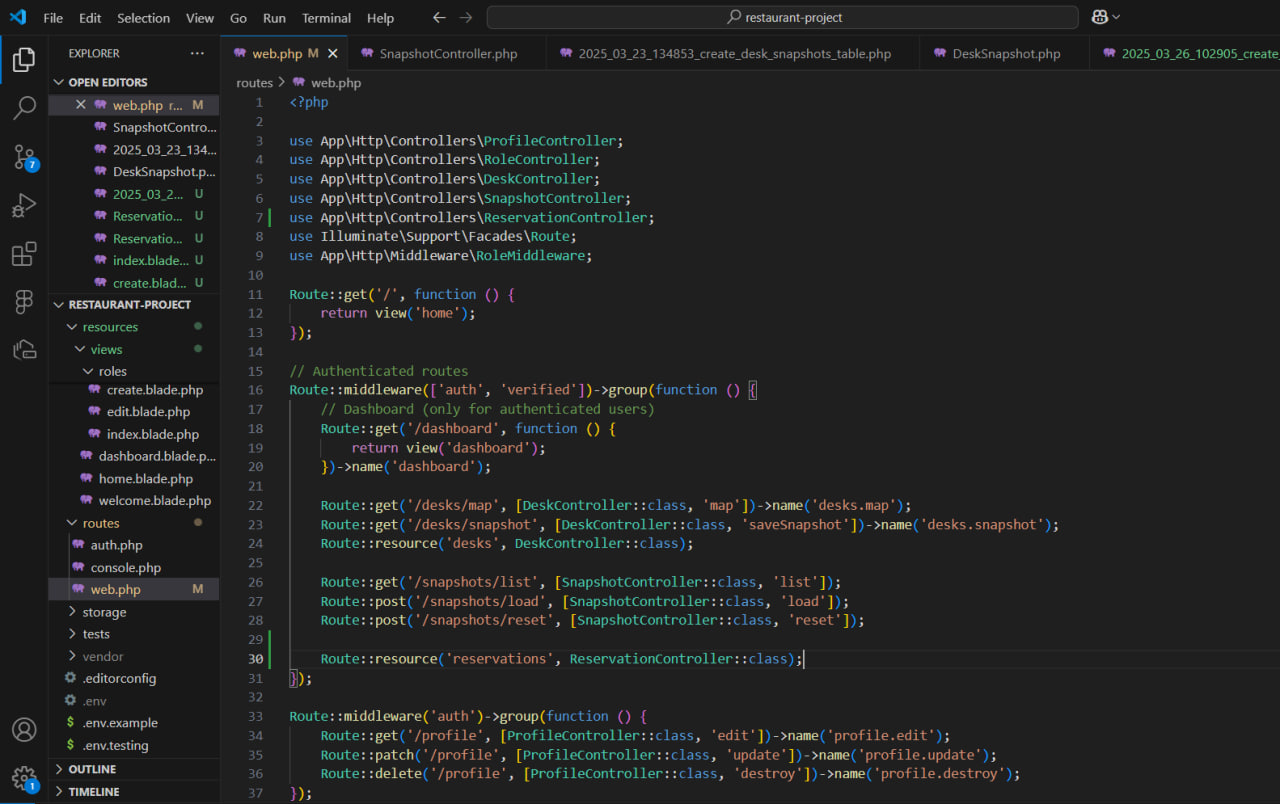 File Edit Selection View Go Run Terminal Help restaurant-project
EXPLORER
web.php M
SnapshotController.php
2025_03_23_134853_create_desk_snapshots_table.php
DeskSnapshot.php
2025_03_26_102905_create_
OPEN EDITORS
web.php r... M
SnapshotContro...
2025_03_23_134...
DeskSnapshot.p...
2025_03_2... U
Reservatio... U
Reservatio... U
index.blade... U
create.blad... U
RESTAURANT-PROJECT
resources
views
roles
create.blade.php
edit.blade.php
index.blade.php
dashboard.blade.p...
home.blade.php
welcome.blade.php
routes
auth.php
console.php
web.php M
storage
tests
vendor
.editorconfig
.env
$ .env.example
$ .env.testing
OUTLINE
TIMELINE
7
1
routes > web.php
1 <?php
2
3 use App\Http\Controllers\ProfileController;
4 use App\Http\Controllers\RoleController;
5 use App\Http\Controllers\DeskController;
6 use App\Http\Controllers\SnapshotController;
7 use App\Http\Controllers\ReservationController;
8 use Illuminate\Support\Facades\Route;
9 use App\Http\Middleware\RoleMiddleware;
10
11 Route::get('/', function () {
12     return view('home');
13 });
14
15 // Authenticated routes
16 Route::middleware(['auth', 'verified'])->group(function () {
17     // Dashboard (only for authenticated users)
18     Route::get('/dashboard', function () {
19         return view('dashboard');
20     })->name('dashboard');
21
22     Route::get('/desks/map', [DeskController::class, 'map'])->name('desks.map');
23     Route::get('/desks/snapshot', [DeskController::class, 'saveSnapshot'])->name('desks.snapshot');
24     Route::resource('desks', DeskController::class);
25
26     Route::get('/snapshots/list', [SnapshotController::class, 'list']);
27     Route::post('/snapshots/load', [SnapshotController::class, 'load']);
28     Route::post('/snapshots/reset', [SnapshotController::class, 'reset']);
29
30     Route::resource('reservations', ReservationController::class);
31 });
32
33 Route::middleware('auth')->group(function () {
34     Route::get('/profile', [ProfileController::class, 'edit'])->name('profile.edit');
35     Route::patch('/profile', [ProfileController::class, 'update'])->name('profile.update');
36     Route::delete('/profile', [ProfileController::class, 'destroy'])->name('profile.destroy');
37 });